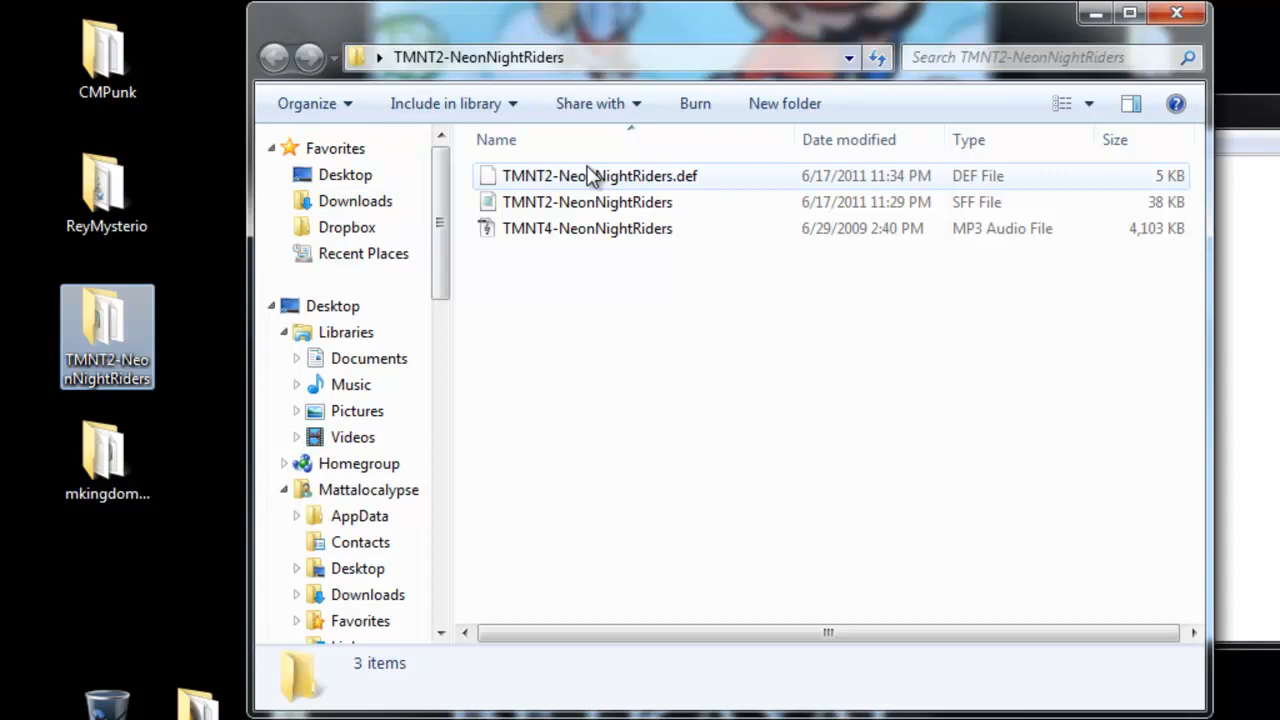 CMPunk
ReyMysterio
TMNT2-Neo
nNightRiders
mkingdom...
TMNT2-NeonNightRiders
Search TMNT2-NeonNightRiders
Organize
Include in library
Share with
Burn
New folder
Favorites
Desktop
Downloads
Dropbox
Recent Places
Desktop
Libraries
Documents
Music
Pictures
Videos
Homegroup
Mattalocalypse
AppData
Contacts
Desktop
Downloads
Favorites
Name Date modified Type Size
TMNT2-NeonNightRiders.def 6/17/2011 11:34 PM DEF File 5 KB
TMNT2-NeonNightRiders 6/17/2011 11:29 PM SFF File 38 KB
TMNT4-NeonNightRiders 6/29/2009 2:40 PM MP3 Audio File 4,103 KB
3 items